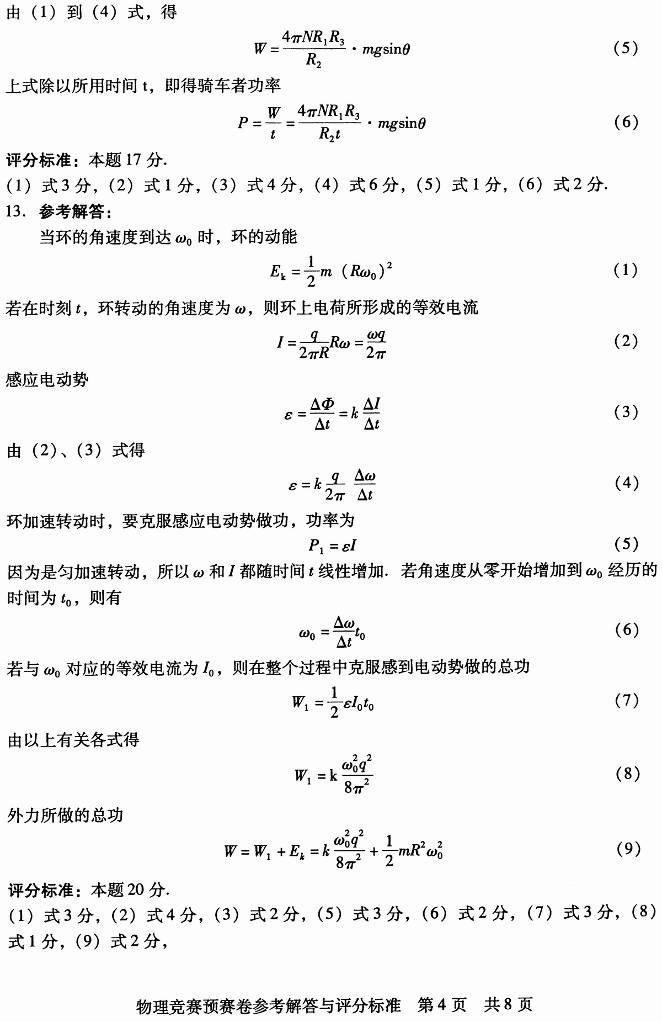 由（1）到（4）式，得
W = 4πNR₁R₃/R₂ · mgsinθ （5）
上式除以所用时间 t，即得骑车者功率
P = W/t = 4πNR₁R₃/R₂t · mgsinθ （6）
评分标准：本题 17 分.
（1）式 3 分，（2）式 1 分，（3）式 4 分，（4）式 6 分，（5）式 1 分，（6）式 2 分.
13. 参考解答：
当环的角速度到达 ω₀ 时，环的动能
Eₖ = 1/2 m（Rω₀）² （1）
若在时刻 t，环转动的角速度为 ω，则环上电荷所形成的等效电流
I = q/2πR Rω = ωq/2π （2）
感应电动势
ε = ΔΦ/Δt = k ΔI/Δt （3）
由（2）、（3）式得
ε = k q/2π Δω/Δt （4）
环加速转动时，要克服感应电动势做功，功率为
P₁ = εI （5）
因为是匀加速转动，所以 ω 和 I 都随时间 t 线性增加. 若角速度从零开始增加到 ω₀ 经历的
时间为 t₀，则有
ω₀ = Δω/Δt t₀ （6）
若与 ω₀ 对应的等效电流为 I₀，则在整个过程中克服感到电动势做的总功
W₁ = 1/2 εI₀t₀ （7）
由以上有关各式得
W₁ = k ω₀²q²/8π² （8）
外力所做的总功
W = W₁ + Eₖ = k ω₀²q²/8π² + 1/2 mR²ω₀² （9）
评分标准：本题 20 分.
（1）式 3 分，（2）式 4 分，（3）式 2 分，（5）式 3 分，（6）式 2 分，（7）式 3 分，（8）
式 1 分，（9）式 2 分，
物理竞赛预赛卷参考解答与评分标准 第 4 页 共 8 页